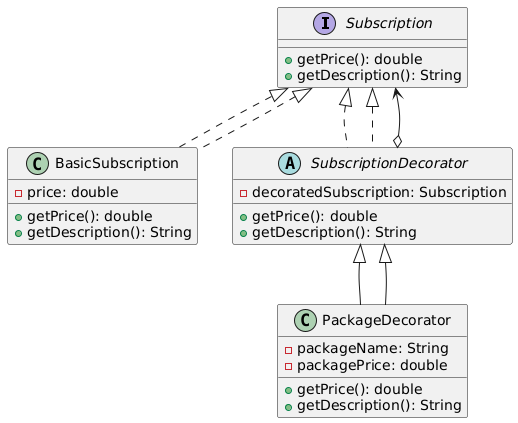 I Subscription
getPrice(): double
getDescription(): String
C BasicSubscription
price: double
getPrice(): double
getDescription(): String
A SubscriptionDecorator
decoratedSubscription: Subscription
getPrice(): double
getDescription(): String
C PackageDecorator
packageName: String
packagePrice: double
getPrice(): double
getDescription(): String